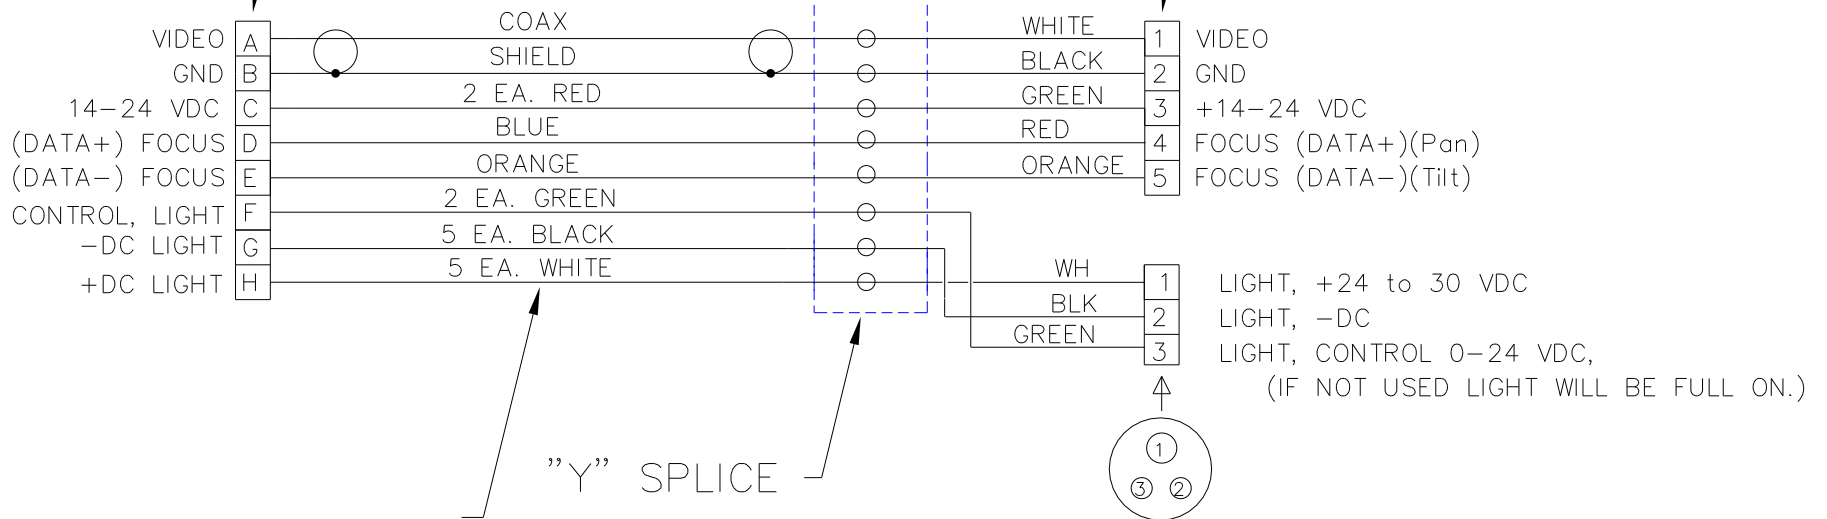 VIDEO A COAX WHITE 1 VIDEO
GND B SHIELD BLACK 2 GND
14-24 VDC C 2 EA. RED GREEN 3 +14-24 VDC
(DATA+) FOCUS D BLUE RED 4 FOCUS (DATA+)(Pan)
(DATA-) FOCUS E ORANGE ORANGE 5 FOCUS (DATA-)(Tilt)
CONTROL, LIGHT F 2 EA. GREEN
-DC LIGHT G 5 EA. BLACK
+DC LIGHT H 5 EA. WHITE WH 1 LIGHT, +24 to 30 VDC
BLK 2 LIGHT, -DC
GREEN 3 LIGHT, CONTROL 0-24 VDC,
(IF NOT USED LIGHT WILL BE FULL ON.)
"Y" SPLICE
1
3 2